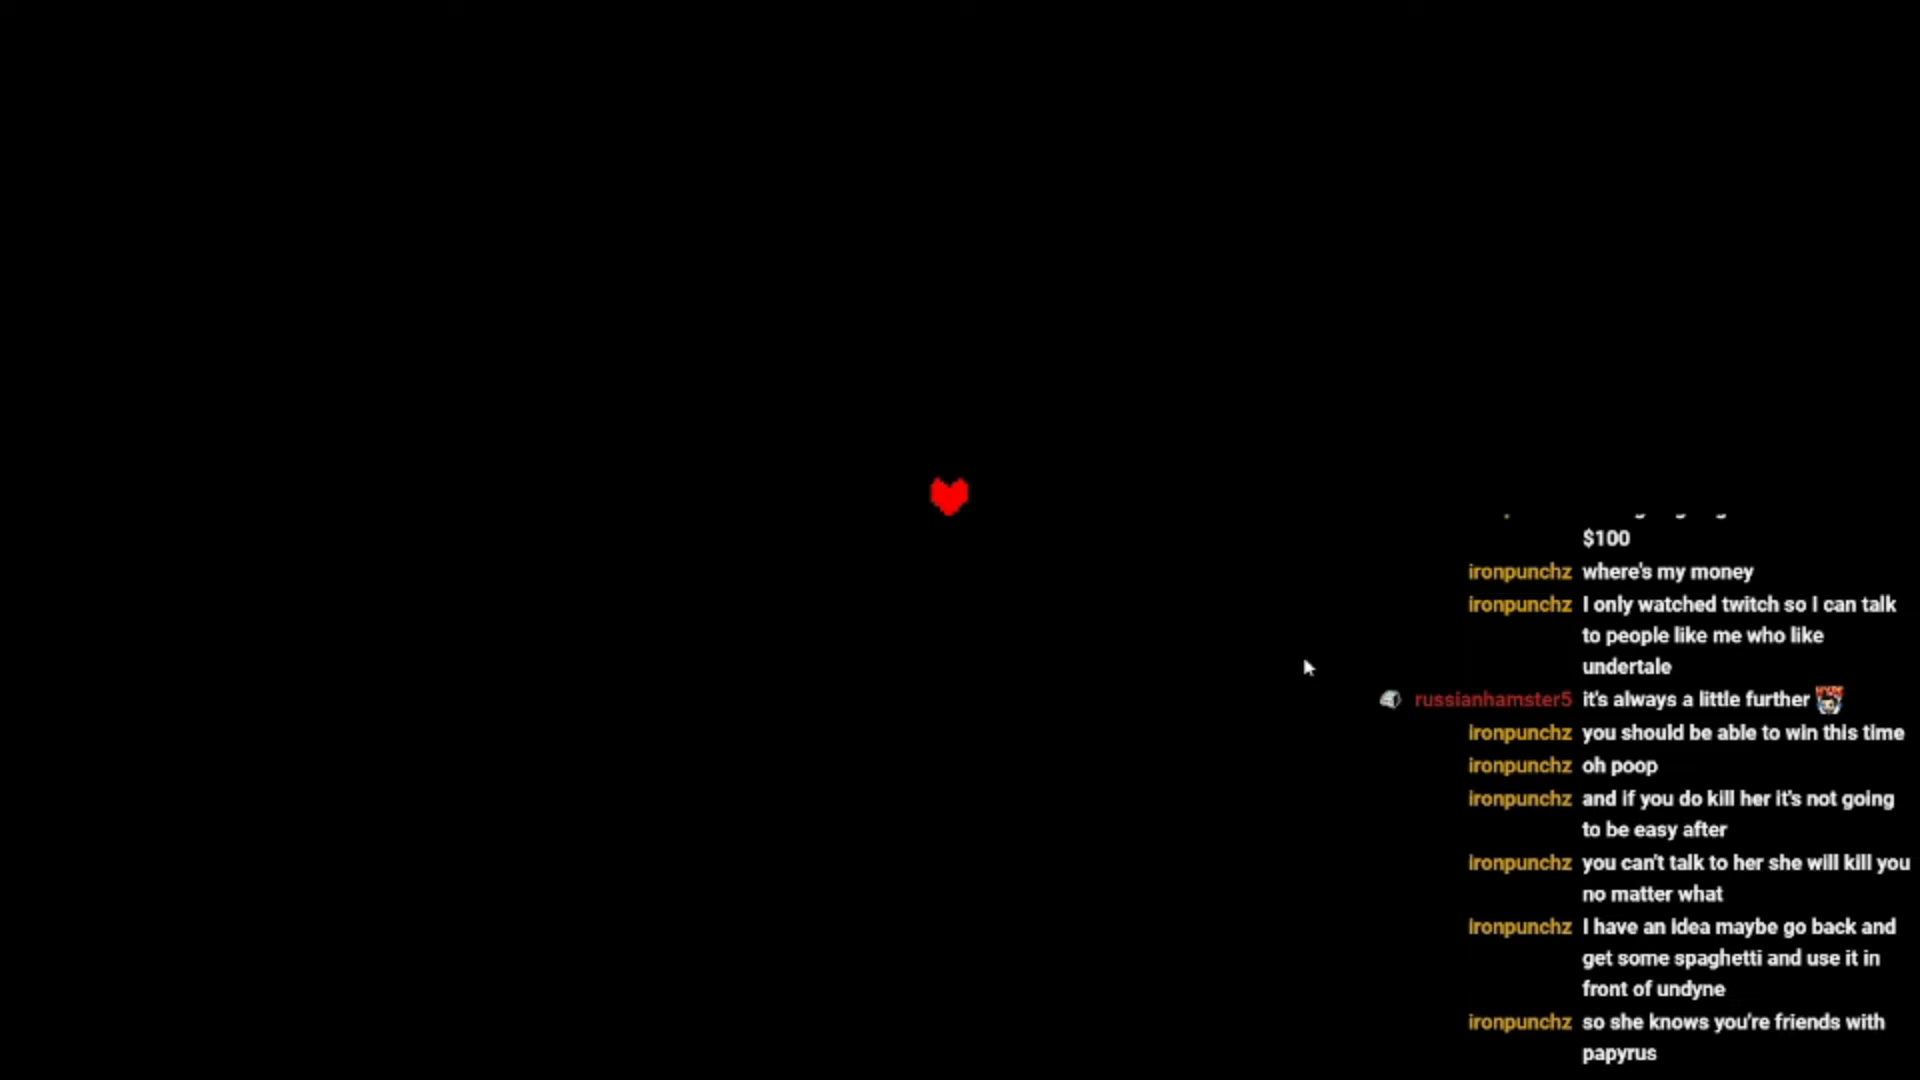 $100
ironpunchz where's my money
ironpunchz I only watched twitch so I can talk
to people like me who like
undertale
russianhamster5 it's always a little further
ironpunchz you should be able to win this time
ironpunchz oh poop
ironpunchz and if you do kill her it's not going
to be easy after
ironpunchz you can't talk to her she will kill you
no matter what
ironpunchz I have an idea maybe go back and
get some spaghetti and use it in
front of undyne
ironpunchz so she knows you're friends with
papyrus